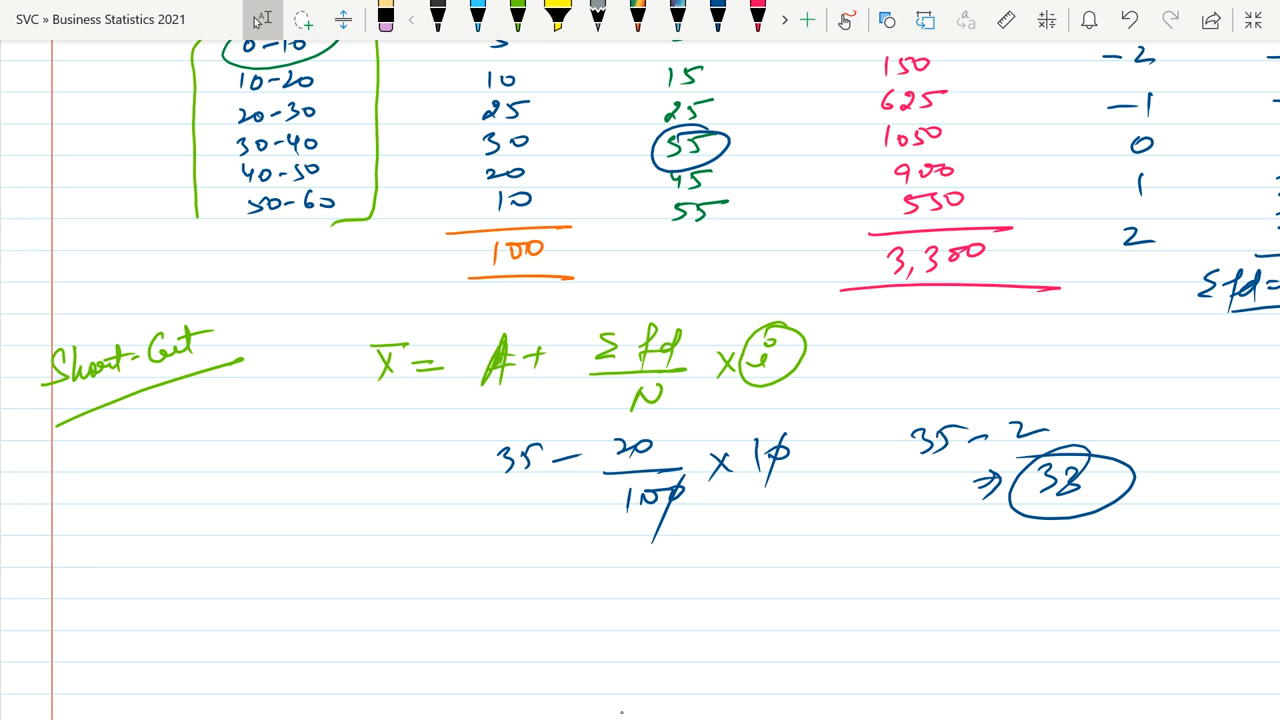 SVC » Business Statistics 2021
0-10 5
10-20 10 15 150 -2
20-30 25 25 625 -1
30-40 30 55 1050 0
40-50 20 45 900 1
50-60 10 55 550 2
100 3,300
Σfd=
Short-Cut X̅ = A + Σfd/N × i
35 - 20/100 × 10 35 - 2
⇒ 33